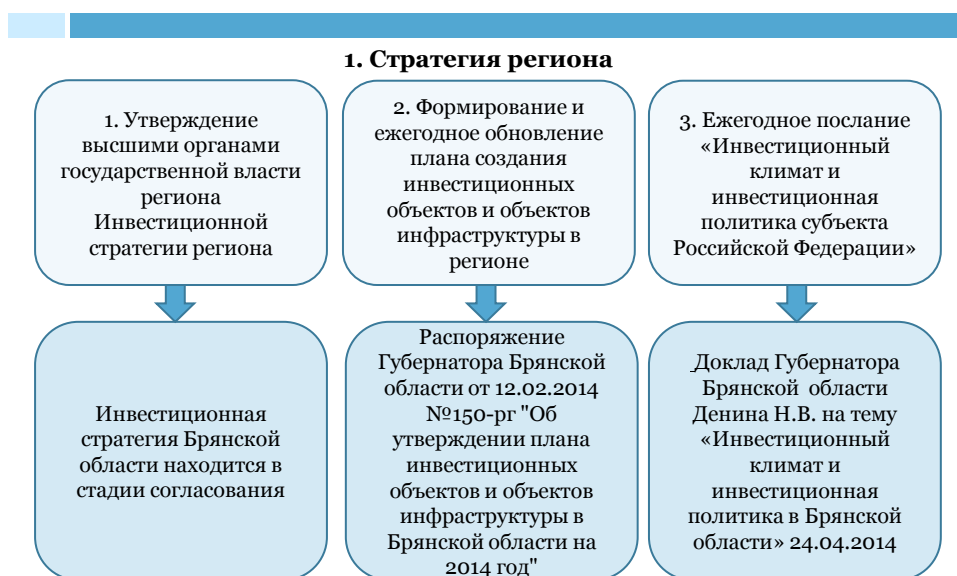 1. Стратегия региона
1. Утверждение
высшими органами
государственной власти
региона
Инвестиционной
стратегии региона
2. Формирование и
ежегодное обновление
плана создания
инвестиционных
объектов и объектов
инфраструктуры в
регионе
3. Ежегодное послание
«Инвестиционный
климат и
инвестиционная
политика субъекта
Российской Федерации»
Инвестиционная
стратегия Брянской
области находится в
стадии согласования
Распоряжение
Губернатора Брянской
области от 12.02.2014
№150-рг "Об
утверждении плана
инвестиционных
объектов и объектов
инфраструктуры в
Брянской области на
2014 год"
Доклад Губернатора
Брянской области
Денина Н.В. на тему
«Инвестиционный
климат и
инвестиционная
политика в Брянской
области» 24.04.2014